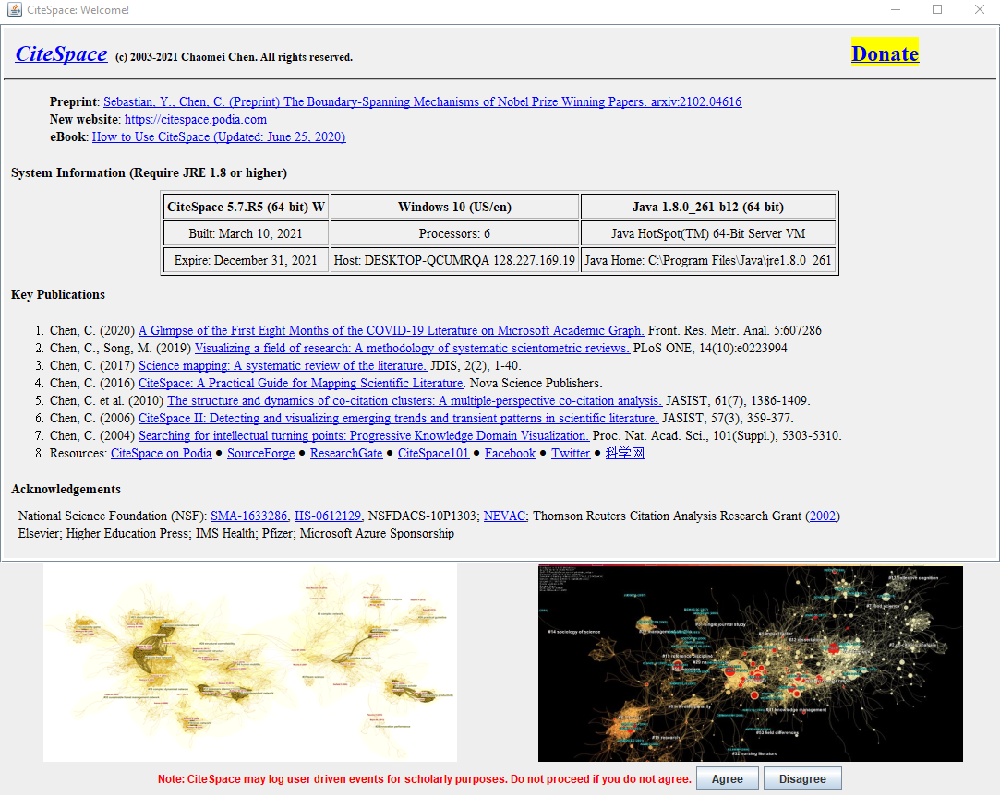 CiteSpace: Welcome!
CiteSpace (c) 2003-2021 Chaomei Chen. All rights reserved. Donate
Preprint: Sebastian, Y., Chen, C. (Preprint) The Boundary-Spanning Mechanisms of Nobel Prize Winning Papers. arxiv:2102.04616
New website: https://citespace.podia.com
eBook: How to Use CiteSpace (Updated: June 25, 2020)
System Information (Require JRE 1.8 or higher)
CiteSpace 5.7.R5 (64-bit) W Windows 10 (US/en) Java 1.8.0_261-b12 (64-bit)
Built: March 10, 2021 Processors: 6 Java HotSpot(TM) 64-Bit Server VM
Expire: December 31, 2021 Host: DESKTOP-QCUMRQA 128.227.169.19 Java Home: C:\Program Files\Java\jre1.8.0_261
Key Publications
1. Chen, C. (2020) A Glimpse of the First Eight Months of the COVID-19 Literature on Microsoft Academic Graph. Front. Res. Metr. Anal. 5:607286
2. Chen, C., Song, M. (2019) Visualizing a field of research: A methodology of systematic scientometric reviews. PLoS ONE, 14(10):e0223994
3. Chen, C. (2017) Science mapping: A systematic review of the literature. JDIS, 2(2), 1-40.
4. Chen, C. (2016) CiteSpace: A Practical Guide for Mapping Scientific Literature. Nova Science Publishers.
5. Chen, C. et al. (2010) The structure and dynamics of co-citation clusters: A multiple-perspective co-citation analysis. JASIST, 61(7), 1386-1409.
6. Chen, C. (2006) CiteSpace II: Detecting and visualizing emerging trends and transient patterns in scientific literature. JASIST, 57(3), 359-377.
7. Chen, C. (2004) Searching for intellectual turning points: Progressive Knowledge Domain Visualization. Proc. Nat. Acad. Sci., 101(Suppl.), 5303-5310.
8. Resources: CiteSpace on Podia ● SourceForge ● ResearchGate ● CiteSpace101 ● Facebook ● Twitter ● 科学网
Acknowledgements
National Science Foundation (NSF): SMA-1633286, IIS-0612129, NSFDACS-10P1303; NEVAC; Thomson Reuters Citation Analysis Research Grant (2002)
Elsevier; Higher Education Press; IMS Health; Pfizer; Microsoft Azure Sponsorship
#14 sociology of science
#15 research
#41 knowledge management
#53 field differences
#52 nursing literature
Note: CiteSpace may log user driven events for scholarly purposes. Do not proceed if you do not agree. Agree Disagree